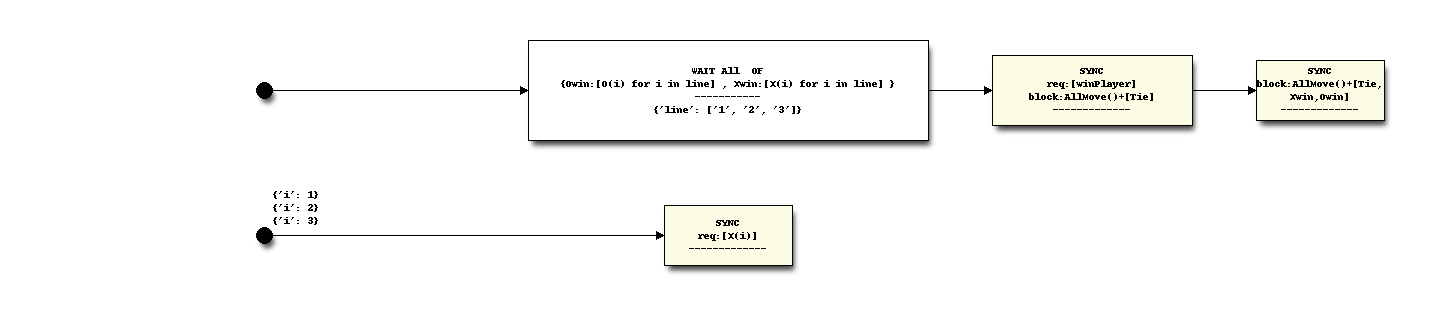 WAIT All OF
{Owin:[O(i) for i in line] , Xwin:[X(i) for i in line] }
-----------
{'line': ['1', '2', '3']}
SYNC
req:[winPlayer]
block:AllMove()+[Tie]
-------------
SYNC
block:AllMove()+[Tie,
Xwin,Owin]
-------------
{'i': 1}
{'i': 2}
{'i': 3}
SYNC
req:[X(i)]
-------------